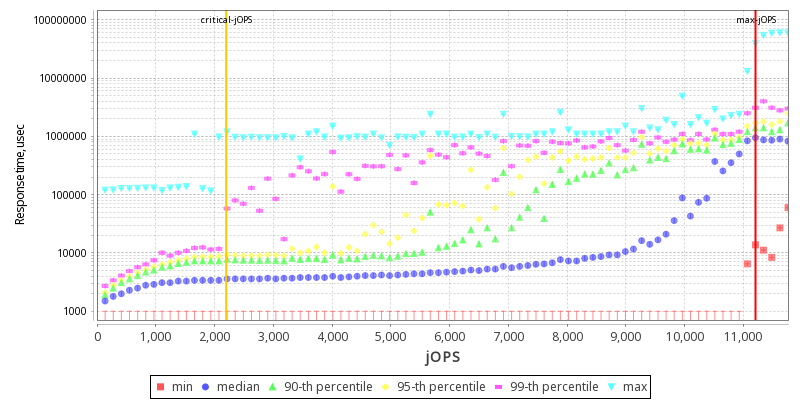 critical-jOPS max-jOPS
100000000
10000000
1000000
100000
10000
1000
Response time, usec
0 1,000 2,000 3,000 4,000 5,000 6,000 7,000 8,000 9,000 10,000 11,000
jOPS
min median 90-th percentile 95-th percentile 99-th percentile max